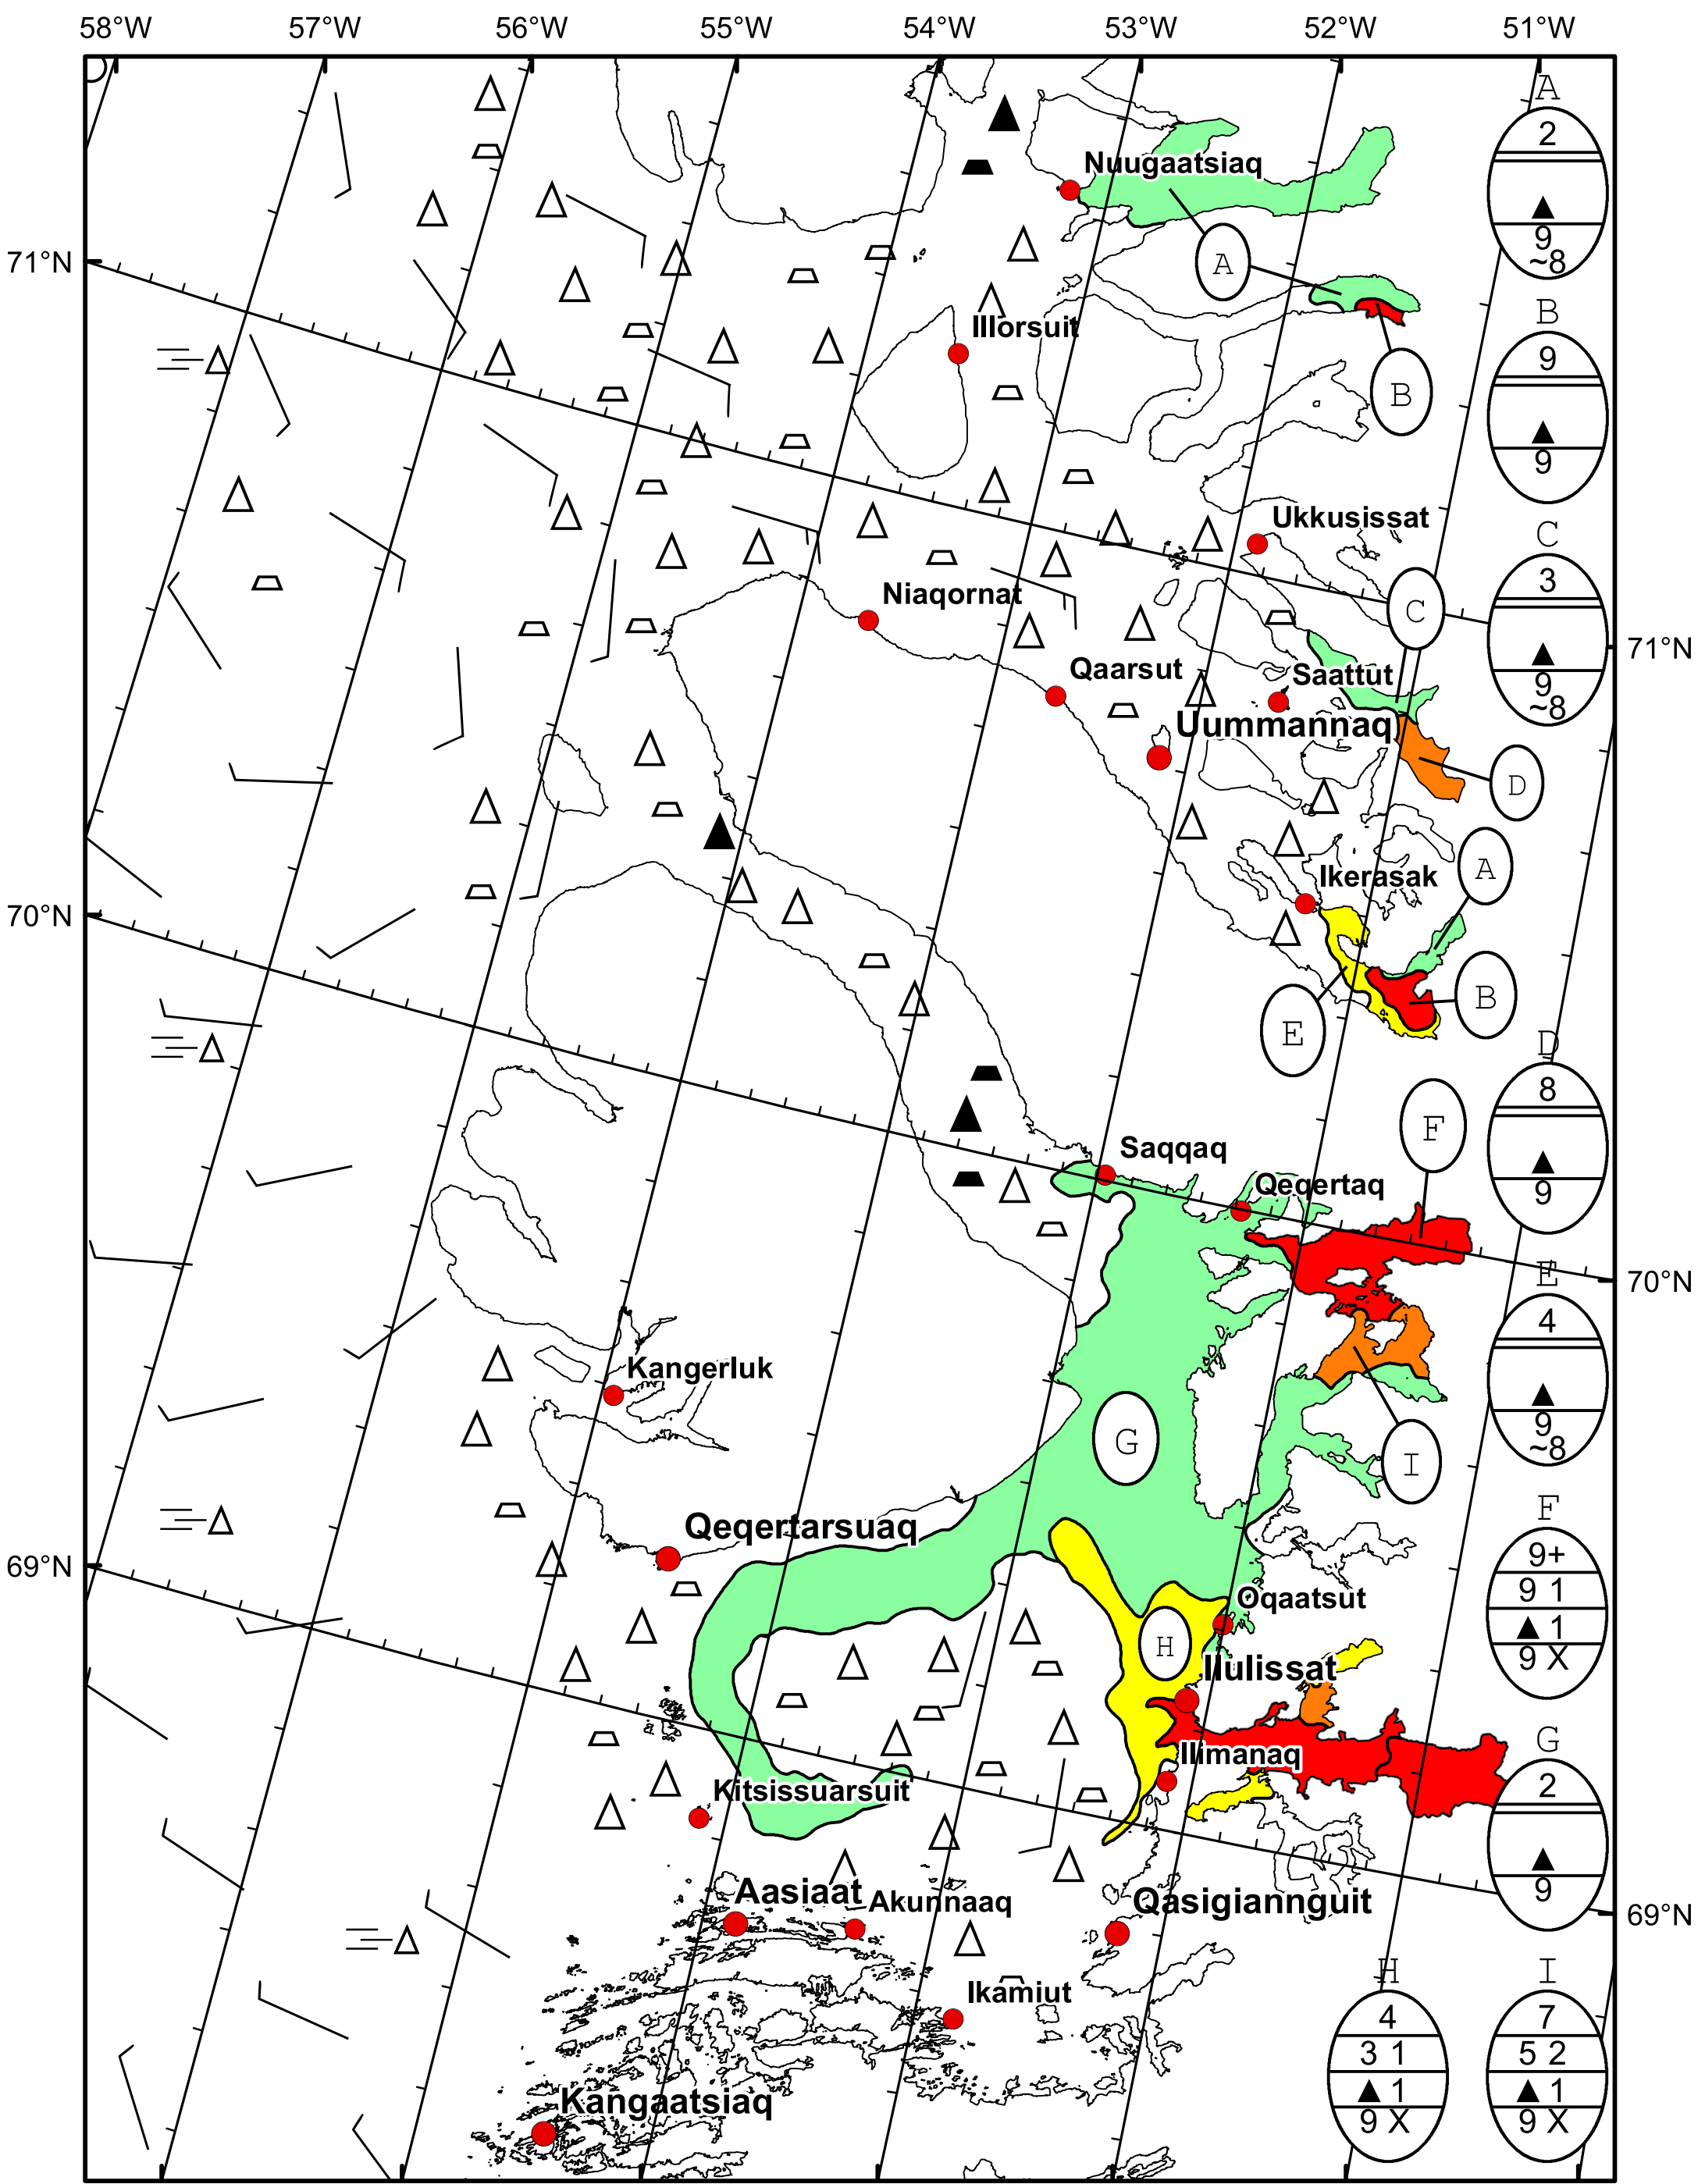 58°W 57°W 56°W 55°W 54°W 53°W 52°W 51°W
A
2
Nuugaatsiaq
9
~8
71°N
A
B
Illorsuit
9
B
9
Ukkusissat
C
3
Niaqornat
C
71°N
Qaarsut
Saattut
9
~8
Uummannaq
D
A
Ikerasak
70°N
B
E
D
8
F
Saqqaq
Qeqertaq
9
70°N
E
4
Kangerluk
9
~8
G
I
F
Qeqertarsuaq
9+
69°N
9 1
Oqaatsut
1
H
9 X
Ilulissat
G
Ilimanaq
2
Kitsissuarsuit
9
Aasiaat
Akunnaaq
Qasigiannguit
69°N
H I
Ikamiut
4 7
3 1 5 2
1 1
Kangaatsiaq
9 X 9 X